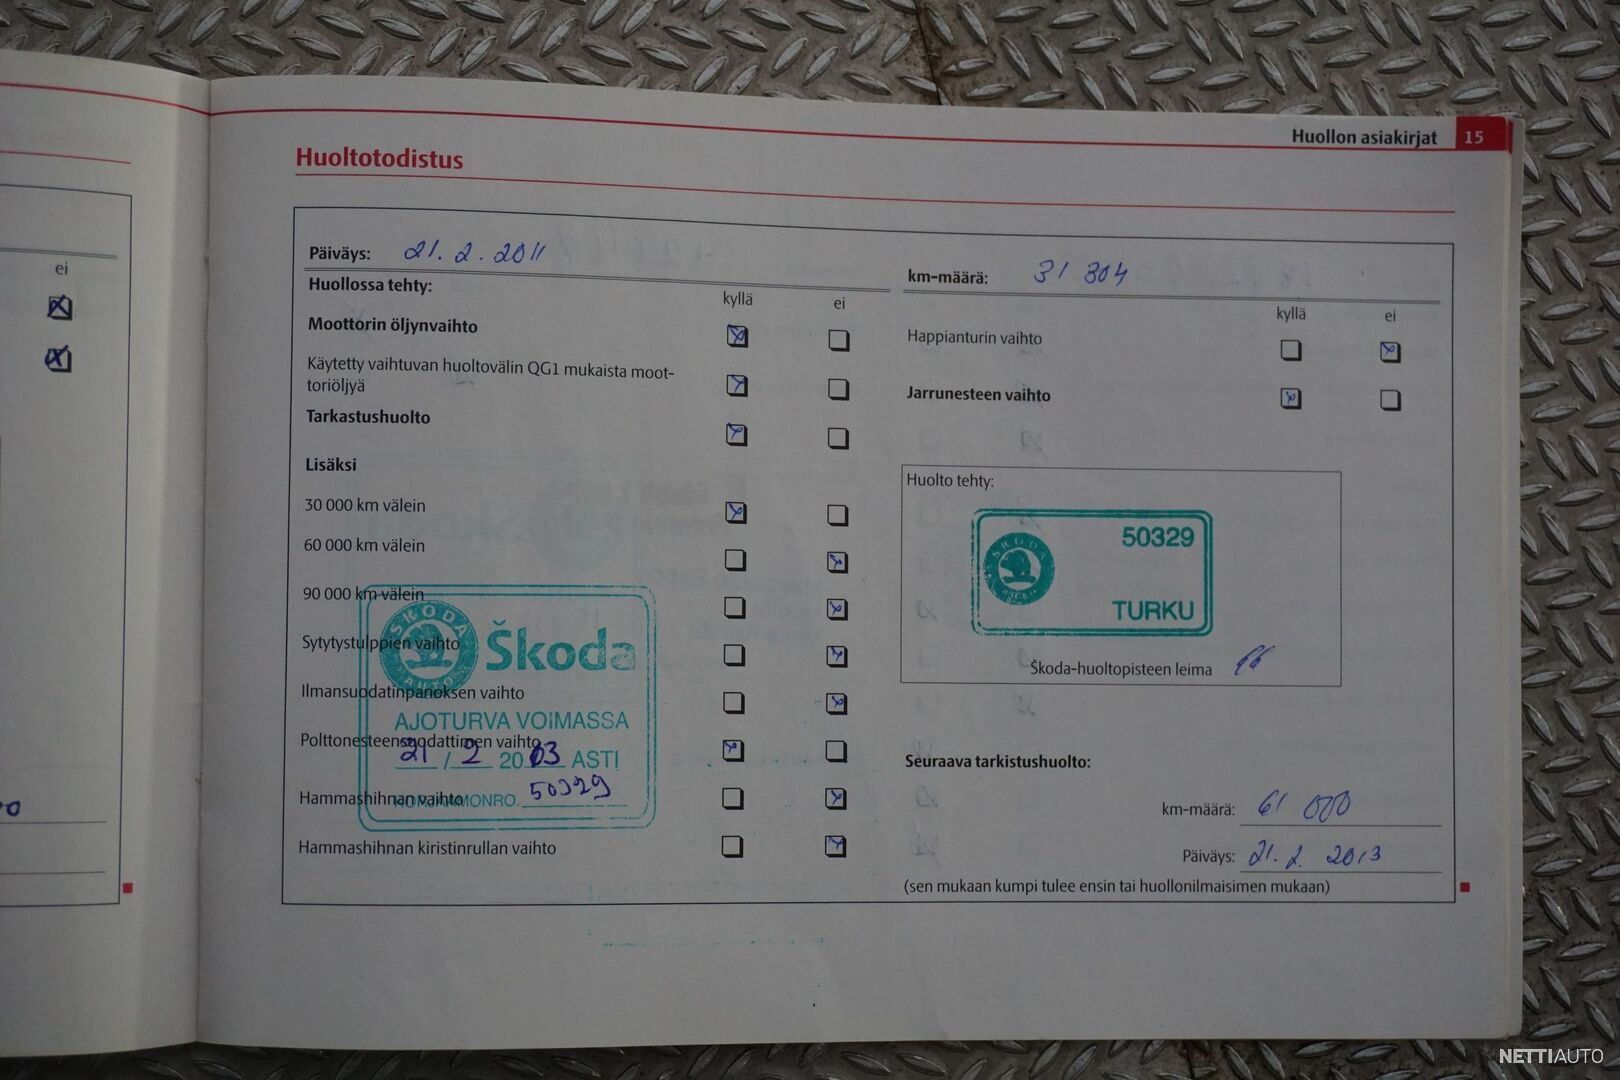 Huollon asiakirjat 15
Huoltotodistus
ei
Päiväys: 21. 2. 2011
Huollossa tehty:
kyllä ei
Moottorin öljynvaihto
Käytetty vaihtuvan huoltovälin QG1 mukaista moot-
toriöljyä
Tarkastushuolto
Lisäksi
30 000 km välein
60 000 km välein
90 000 km välein
Sytytystulppien vaihto
Ilmansuodatinpanoksen vaihto
Polttonesteensuodattimen vaihto
Hammashihnan vaihto
Hammashihnan kiristinrullan vaihto
SKODA
AUTO
Škoda
AJOTURVA VOIMASSA
21 / 2 2013 ASTI
50329
km-määrä: 31 304
kyllä ei
Happianturin vaihto
Jarrunesteen vaihto
Huolto tehty:
SKODA
AUTO
50329
TURKU
Škoda-huoltopisteen leima
Seuraava tarkistushuolto:
km-määrä: 61 000
Päiväys: 21. 2. 2013
(sen mukaan kumpi tulee ensin tai huollonilmaisimen mukaan)
NETTIAUTO